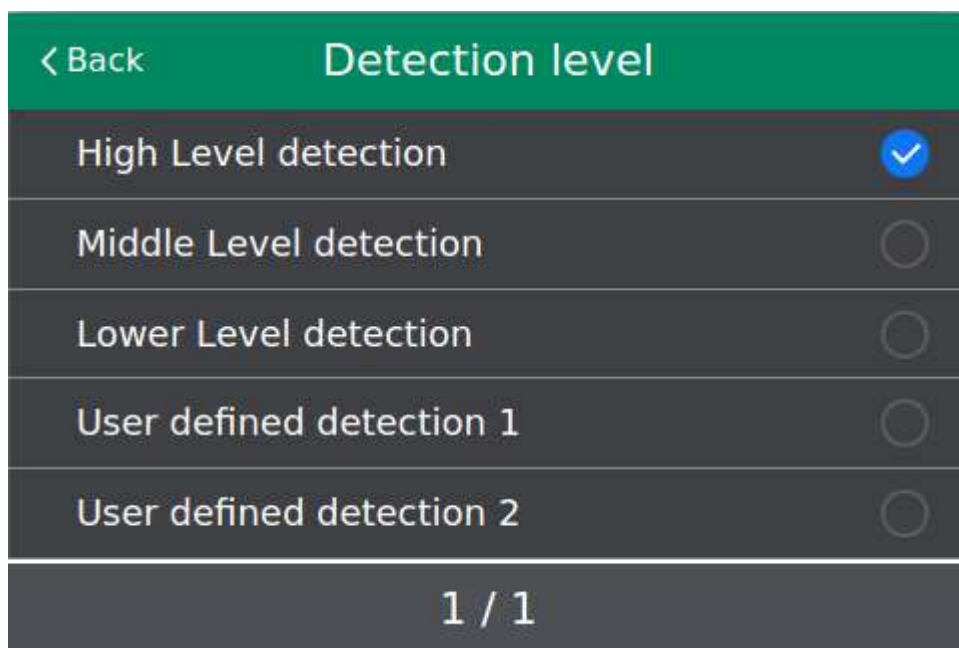 Back Detection level
High Level detection
Middle Level detection
Lower Level detection
User defined detection 1
User defined detection 2
1 / 1